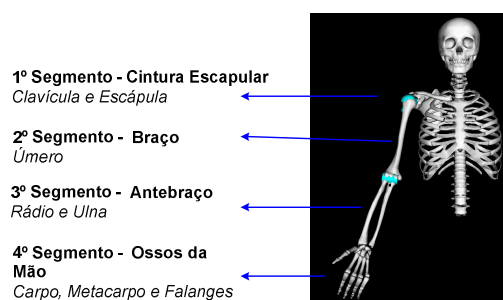 1º Segmento - Cintura Escapular
Clavícula e Escápula
2º Segmento - Braço
Úmero
3º Segmento - Antebraço
Rádio e Ulna
4º Segmento - Ossos da
Mão
Carpo, Metacarpo e Falanges